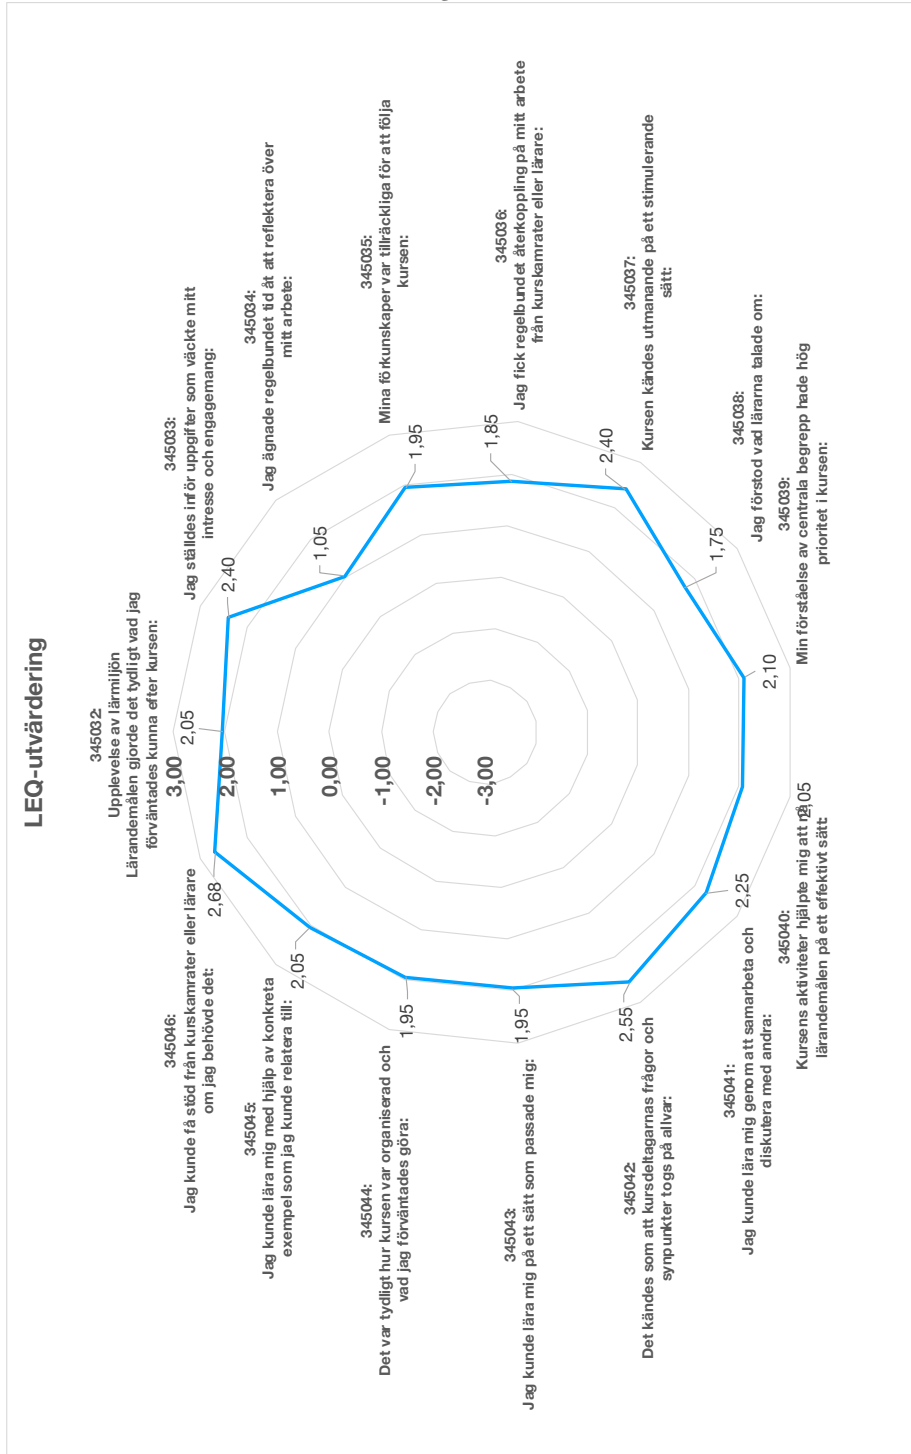 LEQ-utvärdering
345032:
Upplevelse av lärmiljön
Lärandemålen gjorde det tydligt vad jag
förväntades kunna efter kursen:
2,05
345033:
Jag ställdes inför uppgifter som väckte mitt
intresse och engagemang:
2,40
345034:
Jag ägnade regelbundet tid åt att reflektera över
mitt arbete:
1,05
345035:
Mina förkunskaper var tillräckliga för att följa
kursen:
1,95
345036:
Jag fick regelbundet återkoppling på mitt arbete
från kurskamrater eller lärare:
1,85
345037:
Kursen kändes utmanande på ett stimulerande
sätt:
2,40
345038:
Jag förstod vad lärarna talade om:
1,75
345039:
Min förståelse av centrala begrepp hade hög
prioritet i kursen:
2,10
345040:
Kursens aktiviteter hjälpte mig att nå
lärandemålen på ett effektivt sätt:
2,05
345041:
Jag kunde lära mig genom att samarbeta och
diskutera med andra:
2,25
345042:
Det kändes som att kursdeltagarnas frågor och
synpunkter togs på allvar:
2,55
345043:
Jag kunde lära mig på ett sätt som passade mig:
1,95
345044:
Det var tydligt hur kursen var organiserad och
vad jag förväntades göra:
1,95
345045:
Jag kunde lära mig med hjälp av konkreta
exempel som jag kunde relatera till:
2,05
345046:
Jag kunde få stöd från kurskamrater eller lärare
om jag behövde det:
2,68
3,00
2,00
1,00
0,00
-1,00
-2,00
-3,00